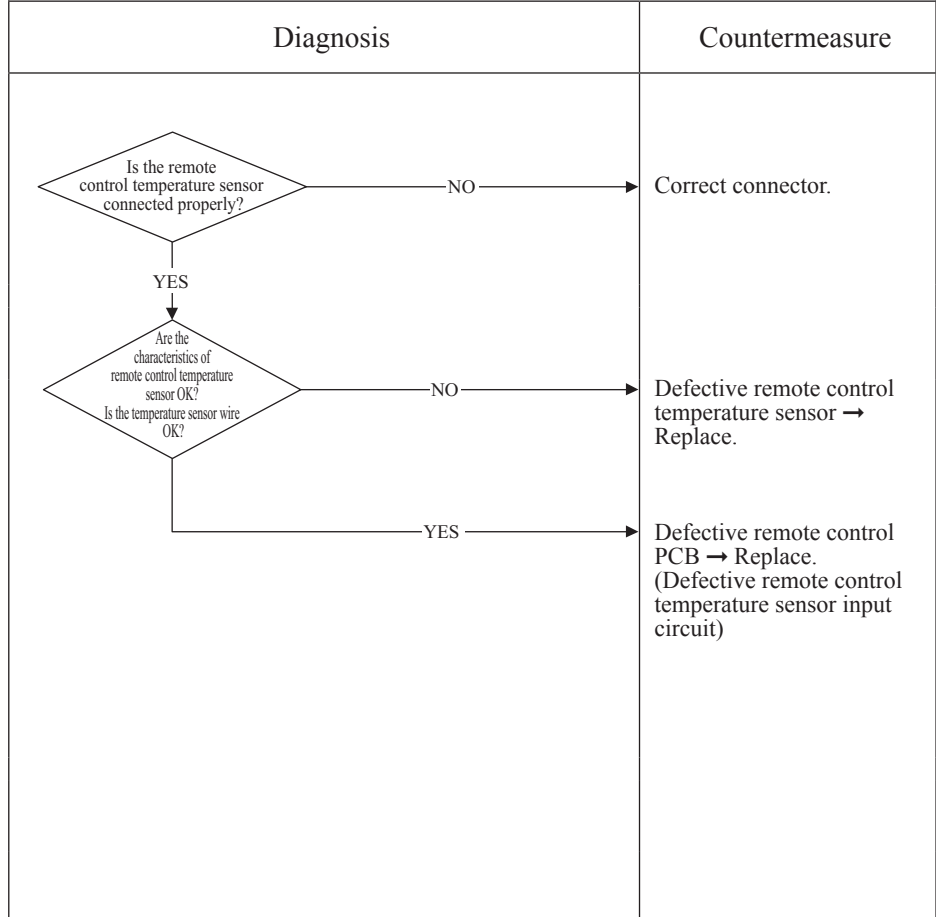 Diagnosis
Countermeasure
Is the remote
control temperature sensor
connected properly?
NO
Correct connector.
YES
Are the
characteristics of
remote control temperature
sensor OK?
Is the temperature sensor wire
OK?
NO
Defective remote control
temperature sensor ➞
Replace.
YES
Defective remote control
PCB ➞ Replace.
(Defective remote control
temperature sensor input
circuit)